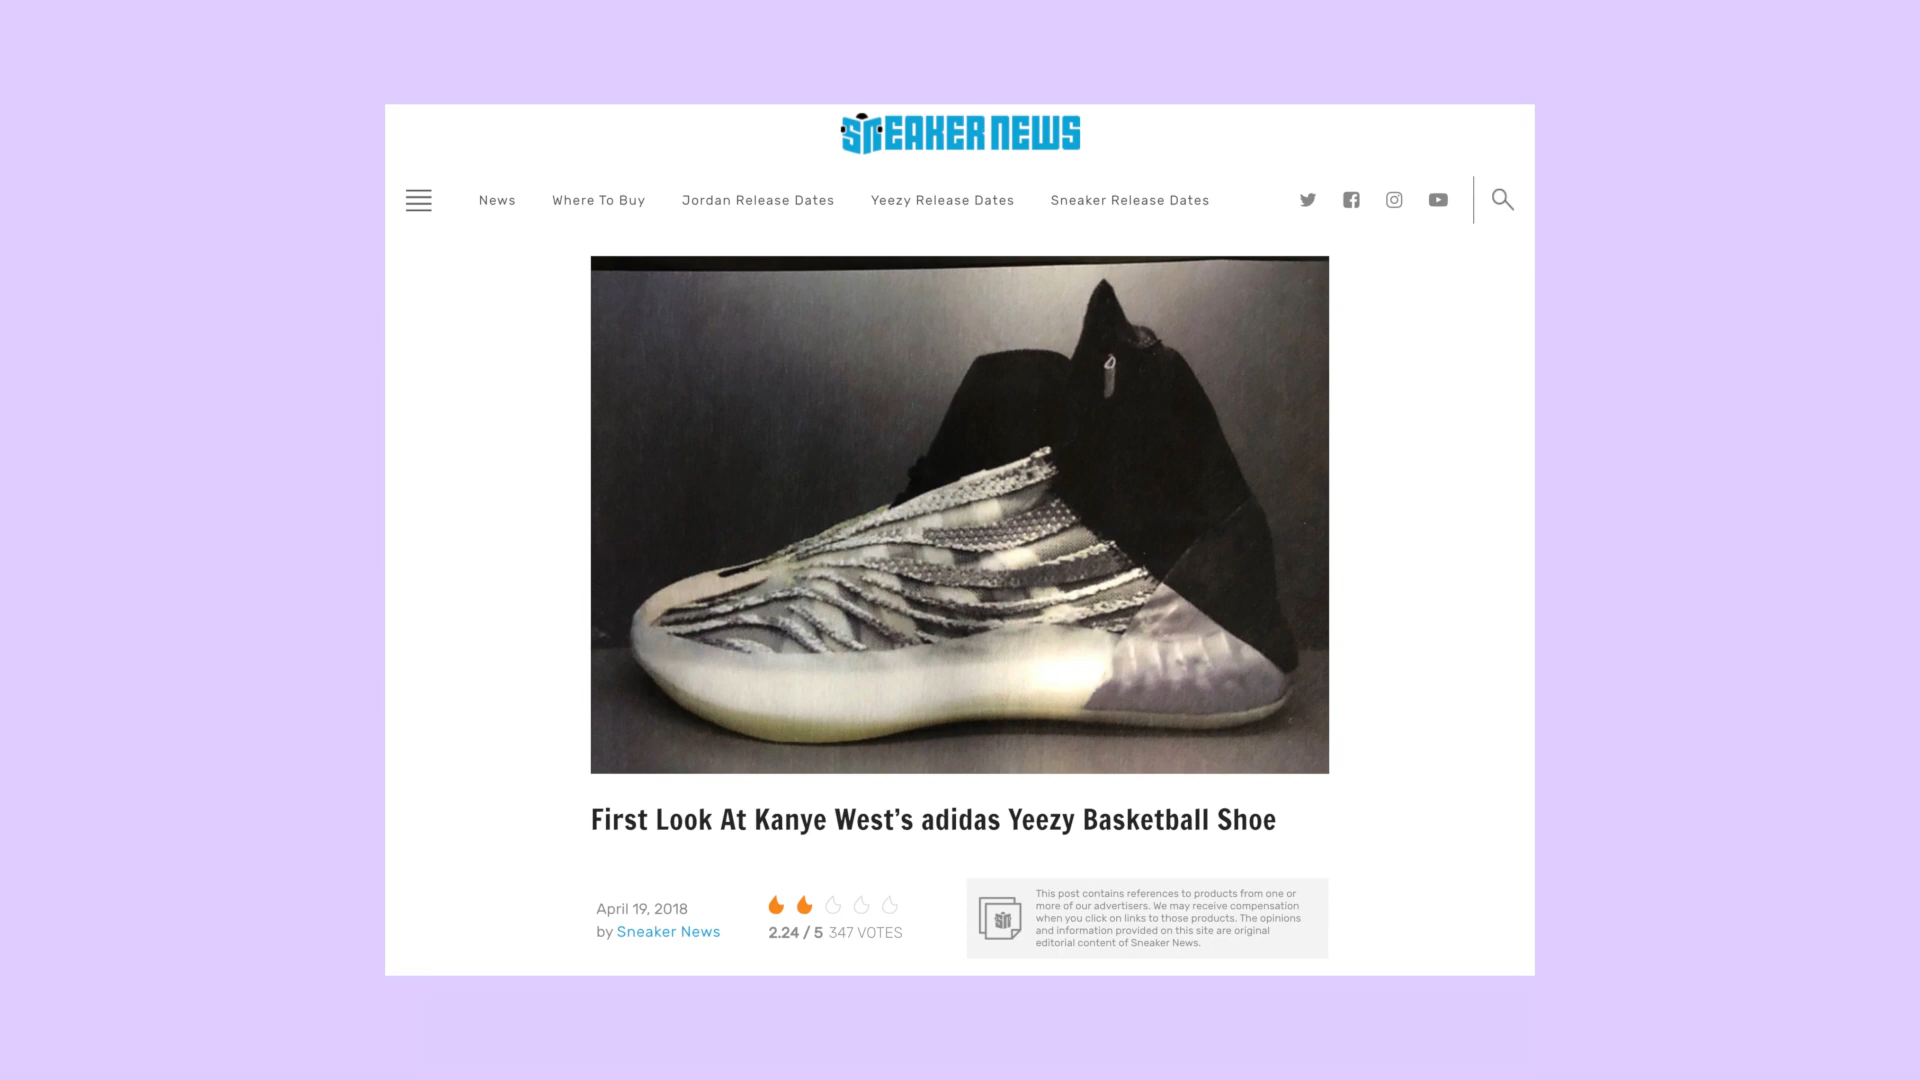 SNEAKER NEWS
News Where To Buy Jordan Release Dates Yeezy Release Dates Sneaker Release Dates
First Look At Kanye West's adidas Yeezy Basketball Shoe
April 19, 2018
by Sneaker News
2.24 / 5 347 VOTES
This post contains references to products from one or
more of our advertisers. We may receive compensation
when you click on links to those products. The opinions
and information provided on this site are original
editorial content of Sneaker News.